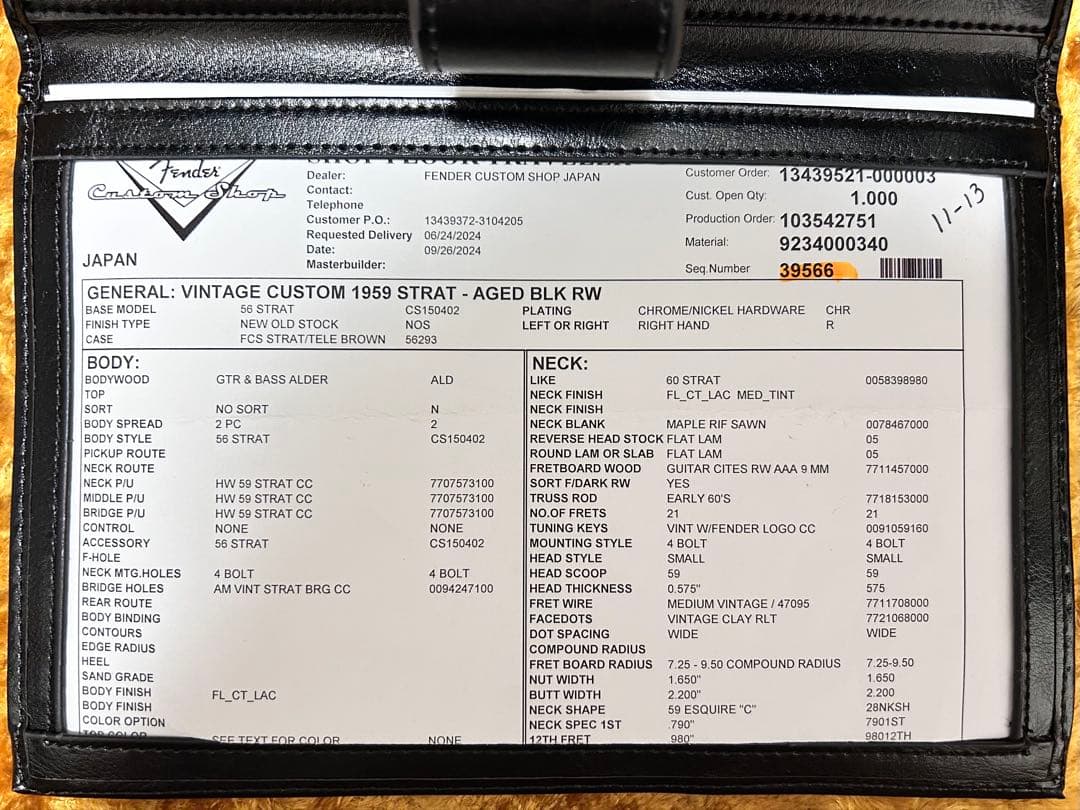 Fender
Custom Shop
JAPAN
Dealer: FENDER CUSTOM SHOP JAPAN
Contact:
Telephone
Customer P.O.: 13439372-3104205
Requested Delivery 06/24/2024
Date: 09/26/2024
Masterbuilder:
Customer Order: 13439521-000003
Cust. Open Qty: 1.000
Production Order: 103542751
Material: 9234000340
Seq.Number 39566
11-13
GENERAL: VINTAGE CUSTOM 1959 STRAT - AGED BLK RW
BASE MODEL 56 STRAT CS150402 PLATING CHROME/NICKEL HARDWARE CHR
FINISH TYPE NEW OLD STOCK NOS LEFT OR RIGHT RIGHT HAND R
CASE FCS STRAT/TELE BROWN 56293
BODY:
BODYWOOD GTR & BASS ALDER ALD
TOP
SORT NO SORT N
BODY SPREAD 2 PC 2
BODY STYLE 56 STRAT CS150402
PICKUP ROUTE
NECK ROUTE
NECK P/U HW 59 STRAT CC 7707573100
MIDDLE P/U HW 59 STRAT CC 7707573100
BRIDGE P/U HW 59 STRAT CC 7707573100
CONTROL NONE NONE
ACCESSORY 56 STRAT CS150402
F-HOLE
NECK MTG.HOLES 4 BOLT 4 BOLT
BRIDGE HOLES AM VINT STRAT BRG CC 0094247100
REAR ROUTE
BODY BINDING
CONTOURS
EDGE RADIUS
HEEL
SAND GRADE
BODY FINISH FL_CT_LAC
BODY FINISH
COLOR OPTION
TOP COLOR SEE TEXT FOR COLOR NONE
NECK:
LIKE 60 STRAT 0058398980
NECK FINISH FL_CT_LAC MED_TINT
NECK FINISH
NECK BLANK MAPLE RIF SAWN 0078467000
REVERSE HEAD STOCK FLAT LAM 05
ROUND LAM OR SLAB FLAT LAM 05
FRETBOARD WOOD GUITAR CITES RW AAA 9 MM 7711457000
SORT F/DARK RW YES
TRUSS ROD EARLY 60'S 7718153000
NO.OF FRETS 21 21
TUNING KEYS VINT W/FENDER LOGO CC 0091059160
MOUNTING STYLE 4 BOLT 4 BOLT
HEAD STYLE SMALL SMALL
HEAD SCOOP 59 59
HEAD THICKNESS 0.575" 575
FRET WIRE MEDIUM VINTAGE / 47095 7711708000
FACEDOTS VINTAGE CLAY RLT 7721068000
DOT SPACING WIDE WIDE
COMPOUND RADIUS
FRET BOARD RADIUS 7.25 - 9.50 COMPOUND RADIUS 7.25-9.50
NUT WIDTH 1.650" 1.650
BUTT WIDTH 2.200" 2.200
NECK SHAPE 59 ESQUIRE "C" 28NKSH
NECK SPEC 1ST .790" 7901ST
12TH FRET .980" 98012TH